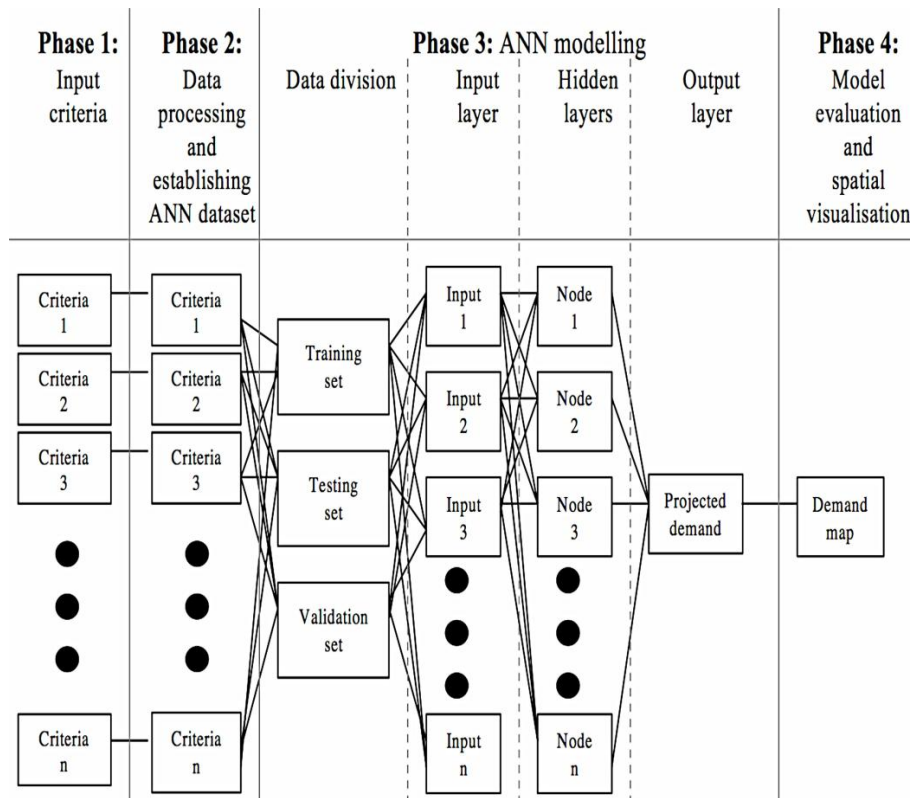 Phase 1:
Input
criteria
Phase 2:
Data
processing
and
establishing
ANN dataset
Phase 3: ANN modelling
Data division
Input
layer
Hidden
layers
Output
layer
Phase 4:
Model
evaluation
and
spatial
visualisation
Criteria
1
Criteria
2
Criteria
3
Criteria
n
Criteria
1
Criteria
2
Criteria
3
Criteria
n
Training
set
Testing
set
Validation
set
Input
1
Input
2
Input
3
Input
n
Node
1
Node
2
Node
3
Node
n
Projected
demand
Demand
map